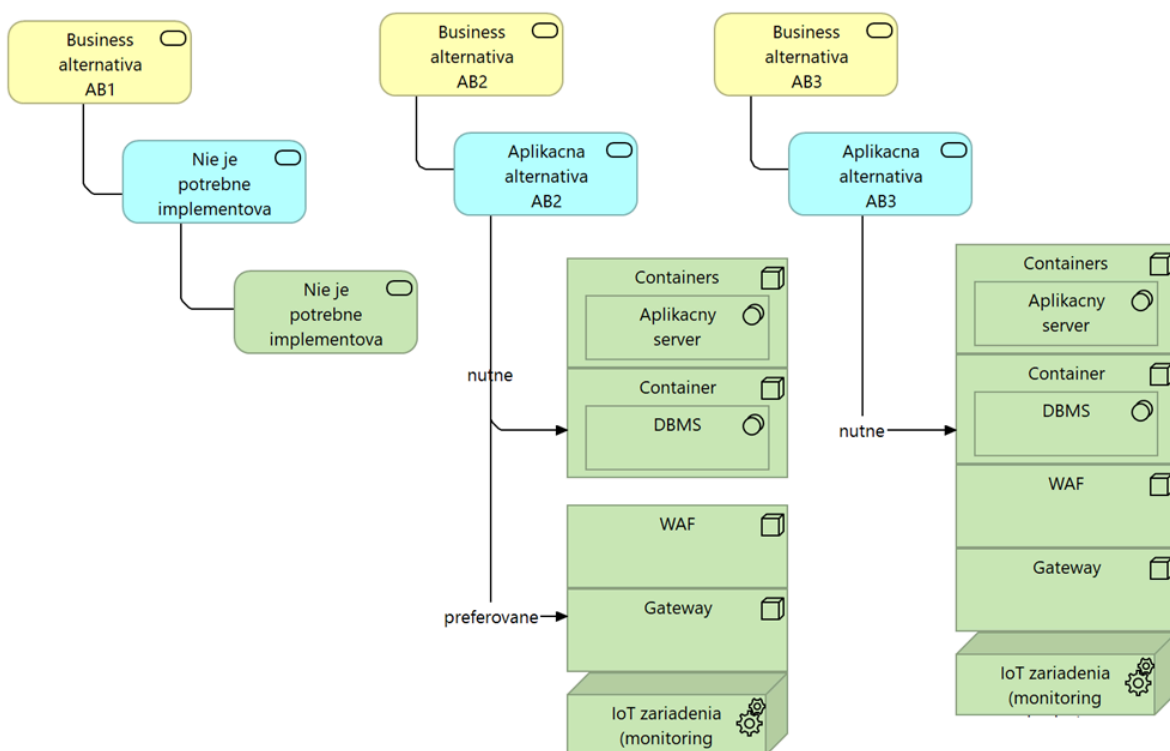 Business
alternativa
AB1
Nie je
potrebne
implementova
Nie je
potrebne
implementova
Business
alternativa
AB2
Aplikacna
alternativa
AB2
nutne
Containers
Aplikacny
server
Container
DBMS
preferovane
WAF
Gateway
IoT zariadenia
(monitoring
Business
alternativa
AB3
Aplikacna
alternativa
AB3
nutne
Containers
Aplikacny
server
Container
DBMS
WAF
Gateway
IoT zariadenia
(monitoring